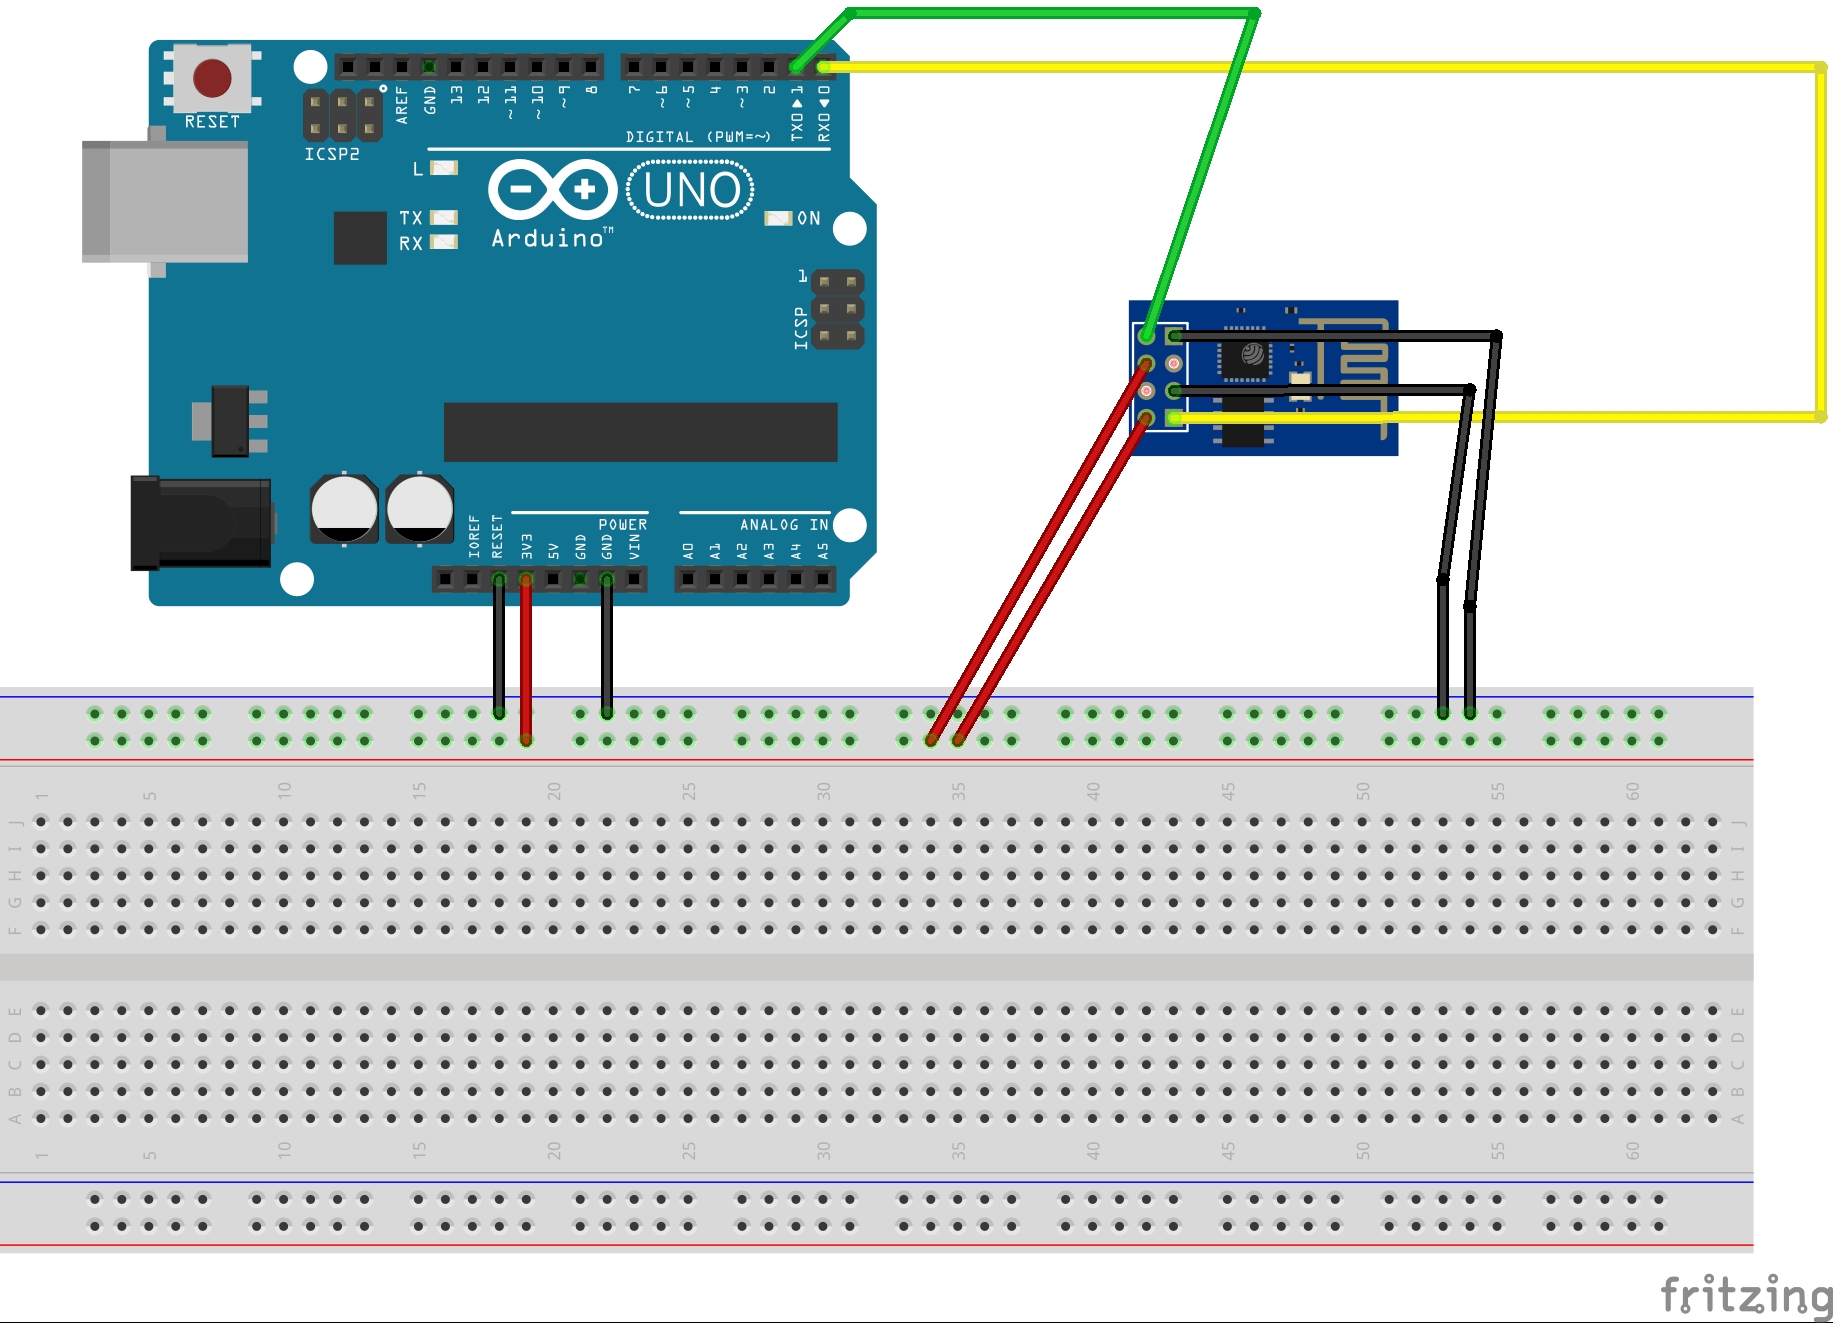 RESET
ICSP2
AREF
GND
13
12
~11
~10
~9
8
7
~6
~5
4
~3
2
TX0 ▶ 1
RX0 ◀ 0
DIGITAL (PWM=~)
L
TX
RX
UNO
Arduino™
ON
1
ICSP
POWER
ANALOG IN
IOREF
RESET
3V3
5V
GND
GND
VIN
A0
A1
A2
A3
A4
A5
1 5 10 15 20 25 30 35 40 45 50 55 60
J J
I I
H H
G G
F F
E E
D D
C C
B B
A A
1 5 10 15 20 25 30 35 40 45 50 55 60
fritzing